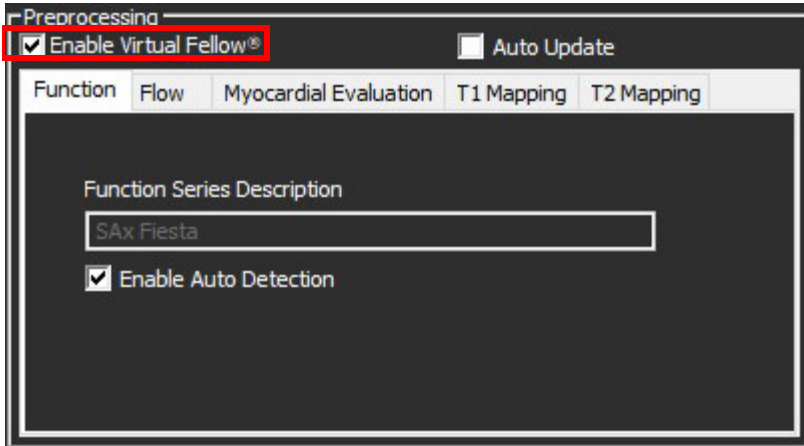 Preprocessing
Enable Virtual Fellow® Auto Update
Function Flow Myocardial Evaluation T1 Mapping T2 Mapping
Function Series Description
SAx Fiesta
Enable Auto Detection